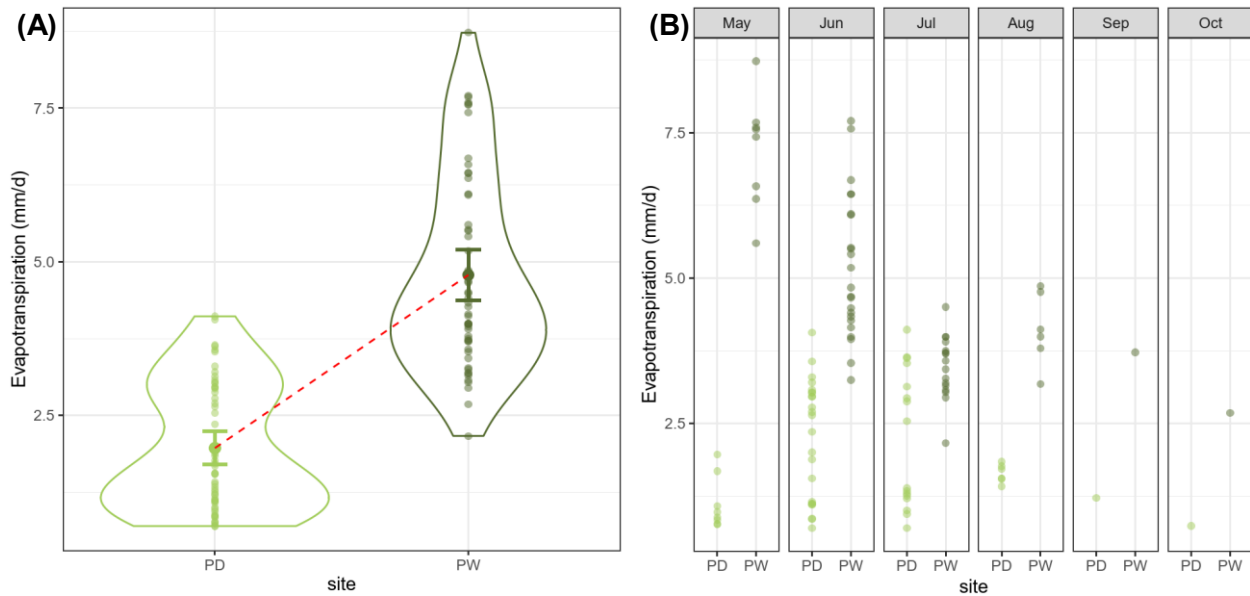 (A)
Evapotranspiration (mm/d)
7.5
5.0
2.5
PD PW
site
(B)
May Jun Jul Aug Sep Oct
Evapotranspiration (mm/d)
7.5
5.0
2.5
PD PW PD PW PD PW PD PW PD PW PD PW
site